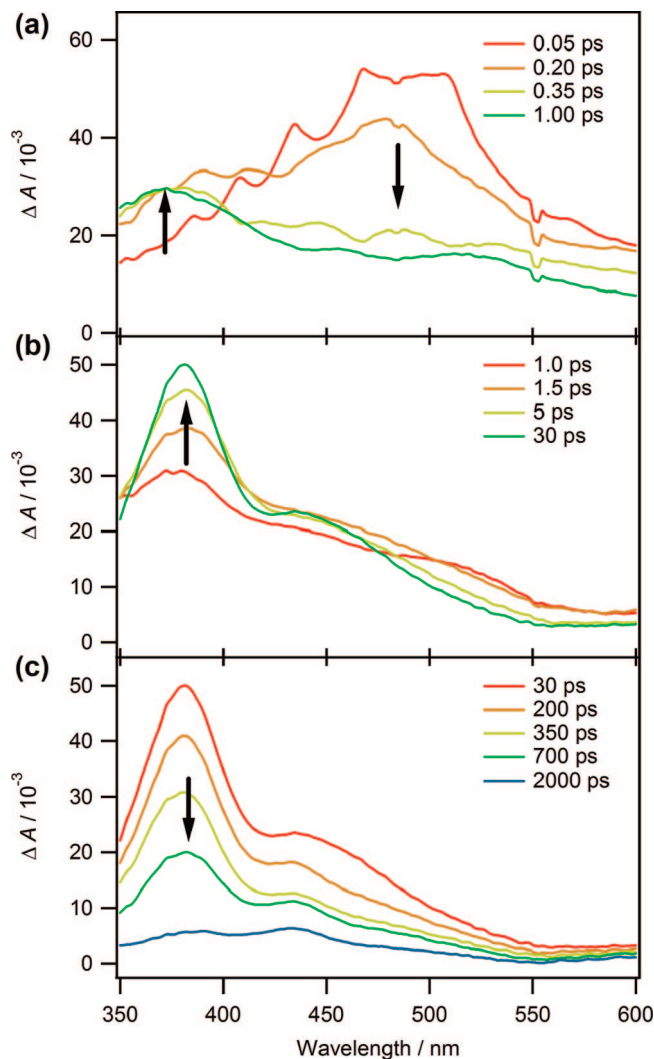 (a)
60
40
20
0
Δ A / 10⁻³
0.05 ps
0.20 ps
0.35 ps
1.00 ps
(b)
50
40
30
20
10
0
Δ A / 10⁻³
1.0 ps
1.5 ps
5 ps
30 ps
(c)
50
40
30
20
10
0
Δ A / 10⁻³
30 ps
200 ps
350 ps
700 ps
2000 ps
350 400 450 500 550 600
Wavelength / nm